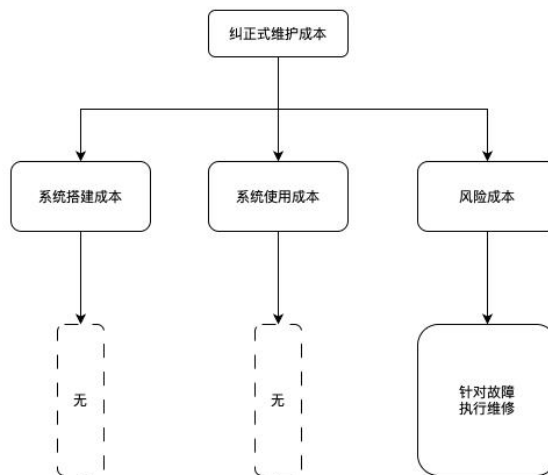 纠正式维护成本
系统搭建成本
系统使用成本
风险成本
无
无
针对故障
执行维修